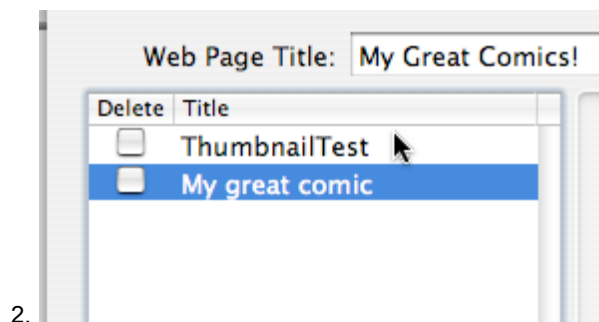 Web Page Title: My Great Comics!
Delete Title
ThumbnailTest
My great comic
2.